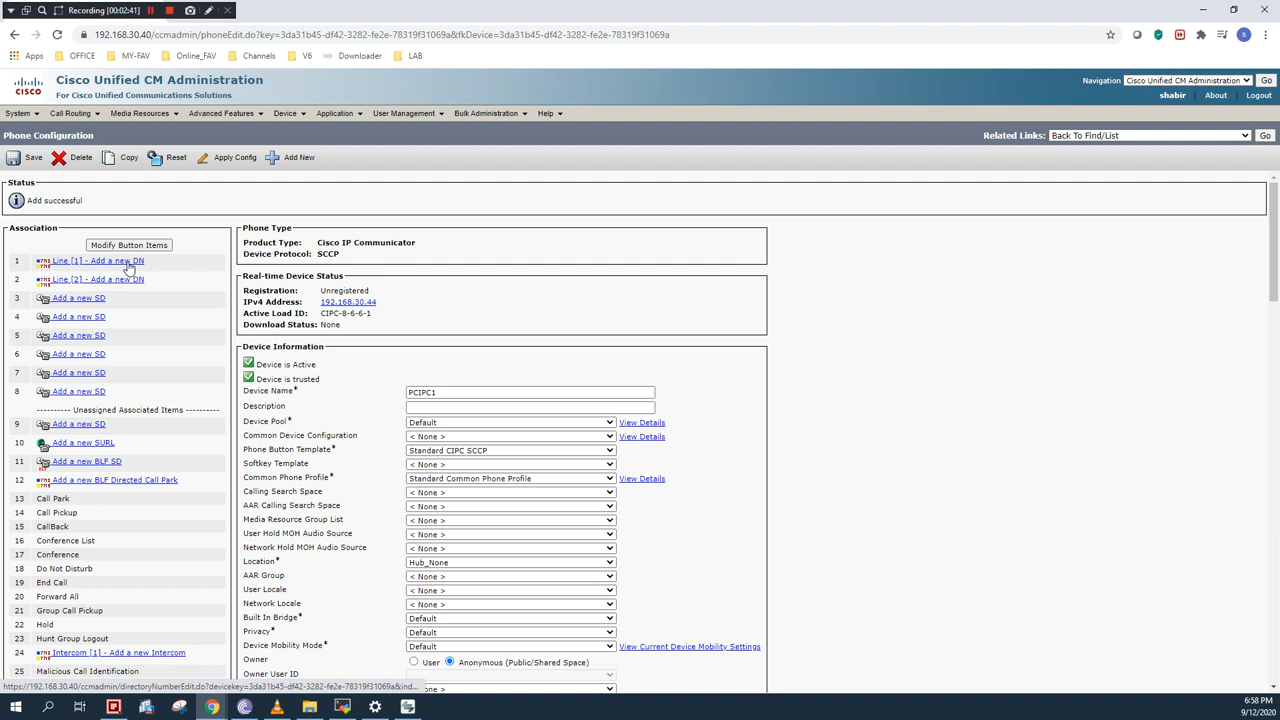 Recording [00:02:41]
192.168.30.40/ccmadmin/phoneEdit.do?key=3da31b45-df42-3282-fe2e-78319f31069a&fkDevice=3da31b45-df42-3282-fe2e-78319f31069a
S
Apps OFFICE MY-FAV Online_FAV Channels V6 Downloader LAB
CISCO
Cisco Unified CM Administration
For Cisco Unified Communications Solutions
Navigation Cisco Unified CM Administration Go
shabir About Logout
System Call Routing Media Resources Advanced Features Device Application User Management Bulk Administration Help
Phone Configuration
Related Links: Back To Find/List Go
Save Delete Copy Reset Apply Config Add New
Status
Add successful
Association
Modify Button Items
1 Line [1] - Add a new DN
2 Line [2] - Add a new DN
3 Add a new SD
4 Add a new SD
5 Add a new SD
6 Add a new SD
7 Add a new SD
8 Add a new SD
---------- Unassigned Associated Items ----------
9 Add a new SD
10 Add a new SURL
11 Add a new BLF SD
12 Add a new BLF Directed Call Park
13 Call Park
14 Call Pickup
15 CallBack
16 Conference List
17 Conference
18 Do Not Disturb
19 End Call
20 Forward All
21 Group Call Pickup
22 Hold
23 Hunt Group Logout
24 Intercom [1] - Add a new Intercom
25 Malicious Call Identification
Phone Type
Product Type: Cisco IP Communicator
Device Protocol: SCCP
Real-time Device Status
Registration: Unregistered
IPv4 Address: 192.168.30.44
Active Load ID: CIPC-8-6-6-1
Download Status: None
Device Information
Device is Active
Device is trusted
Device Name* PCIPC1
Description
Device Pool* Default View Details
Common Device Configuration < None > View Details
Phone Button Template* Standard CIPC SCCP
Softkey Template < None >
Common Phone Profile* Standard Common Phone Profile View Details
Calling Search Space < None >
AAR Calling Search Space < None >
Media Resource Group List < None >
User Hold MOH Audio Source < None >
Network Hold MOH Audio Source < None >
Location* Hub_None
AAR Group < None >
User Locale < None >
Network Locale < None >
Built In Bridge* Default
Privacy* Default
Device Mobility Mode* Default View Current Device Mobility Settings
Owner User Anonymous (Public/Shared Space)
Owner User ID
< None >
https://192.168.30.40/ccmadmin/directoryNumberEdit.do?devicekey=3da31b45-df42-3282-fe2e-78319f31069a&ind...
6:58 PM
9/12/2020